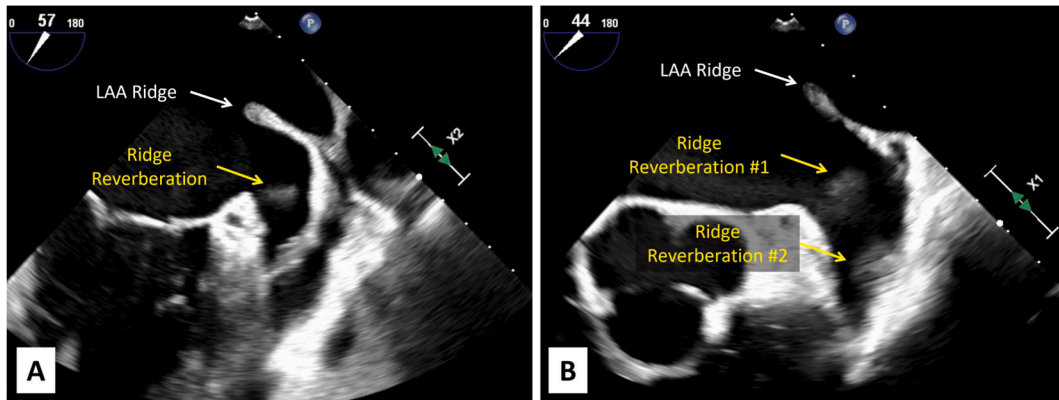 0 57 180
P
LAA Ridge
Ridge
Reverberation
X2
A
0 44 180
P
LAA Ridge
Ridge
Reverberation #1
Ridge
Reverberation #2
X1
B